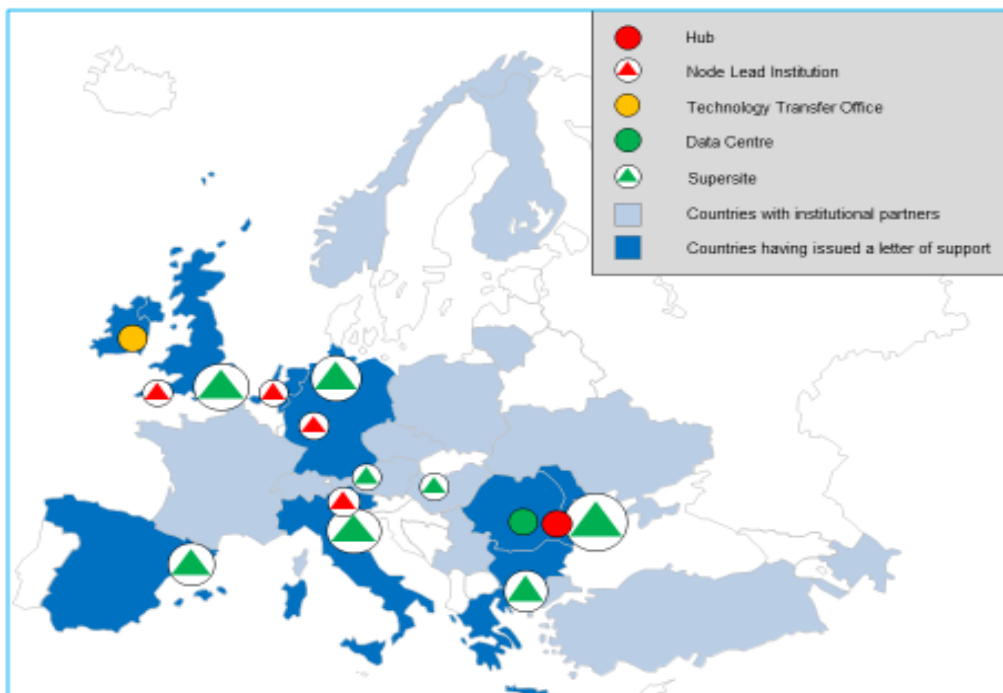 Hub
Node Lead Institution
Technology Transfer Office
Data Centre
Supersite
Countries with institutional partners
Countries having issued a letter of support